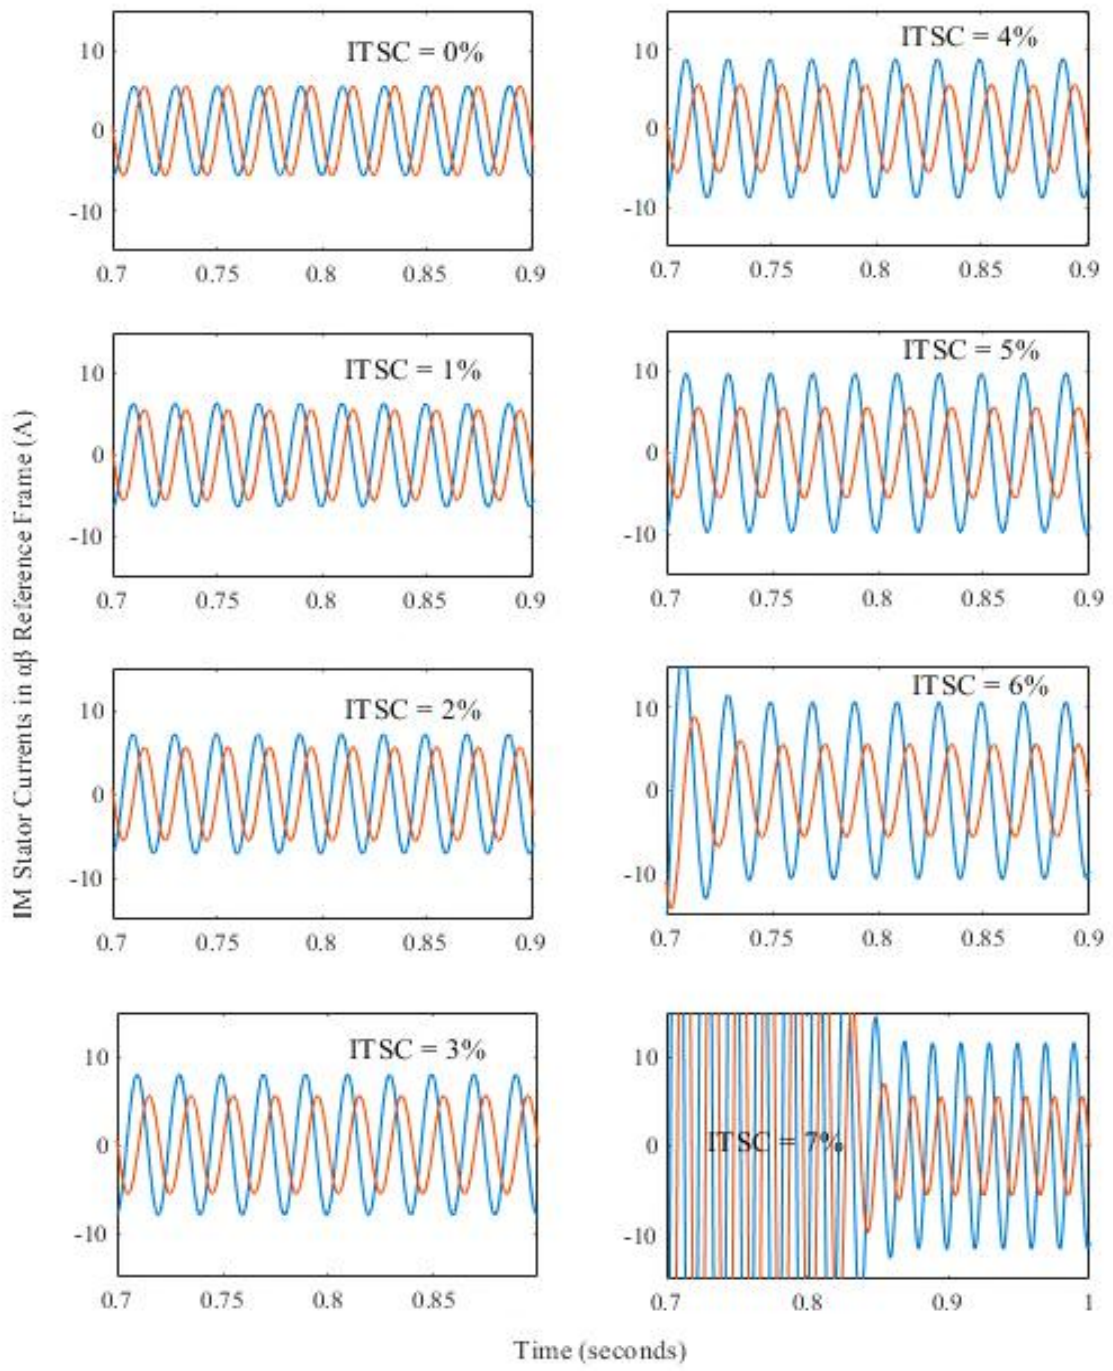 IM Stator Currents in αβ Reference Frame (A)
ITSC = 0%
10
0
-10
0.7 0.75 0.8 0.85 0.9
ITSC = 4%
10
0
-10
0.7 0.75 0.8 0.85 0.9
ITSC = 1%
10
0
-10
0.7 0.75 0.8 0.85 0.9
ITSC = 5%
10
0
-10
0.7 0.75 0.8 0.85 0.9
ITSC = 2%
10
0
-10
0.7 0.75 0.8 0.85 0.9
ITSC = 6%
10
0
-10
0.7 0.75 0.8 0.85 0.9
ITSC = 3%
10
0
-10
0.7 0.75 0.8 0.85
ITSC = 7%
10
0
-10
0.7 0.8 0.9 1
Time (seconds)